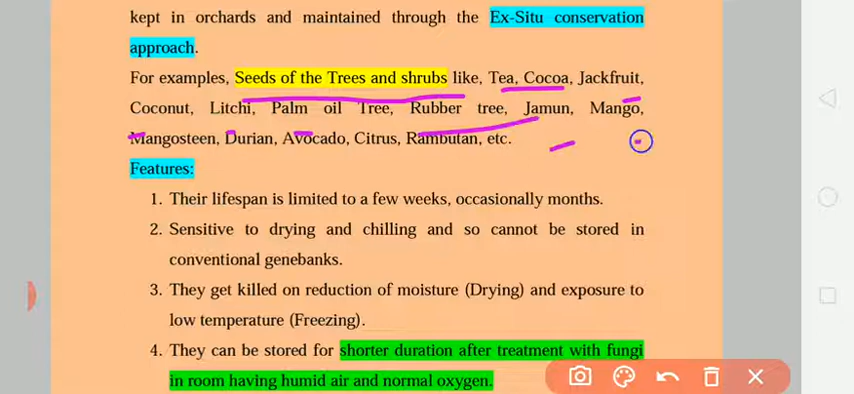 kept in orchards and maintained through the Ex-Situ conservation
approach.
For examples, Seeds of the Trees and shrubs like, Tea, Cocoa, Jackfruit,
Coconut, Litchi, Palm oil Tree, Rubber tree, Jamun, Mango,
Mangosteen, Durian, Avocado, Citrus, Rambutan, etc.
Features:
1. Their lifespan is limited to a few weeks, occasionally months.
2. Sensitive to drying and chilling and so cannot be stored in
conventional genebanks.
3. They get killed on reduction of moisture (Drying) and exposure to
low temperature (Freezing).
4. They can be stored for shorter duration after treatment with fungi
in room having humid air and normal oxygen.